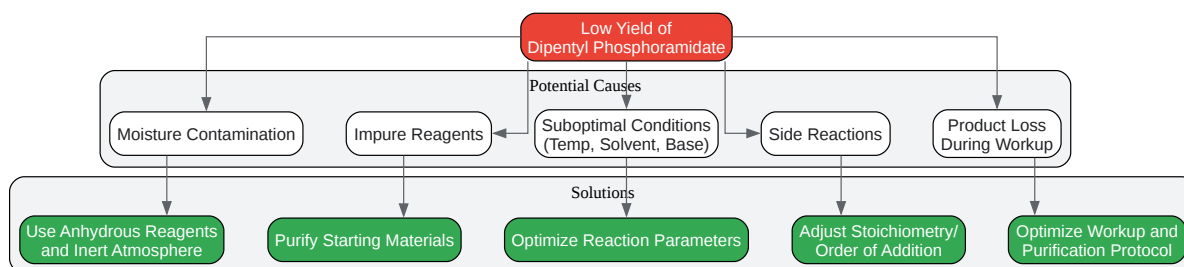 Low Yield of
Dipentyl Phosphoramidate
Potential Causes
Moisture Contamination
Impure Reagents
Suboptimal Conditions
(Temp, Solvent, Base)
Side Reactions
Product Loss
During Workup
Solutions
Use Anhydrous Reagents
and Inert Atmosphere
Purify Starting Materials
Optimize Reaction Parameters
Adjust Stoichiometry/
Order of Addition
Optimize Workup and
Purification Protocol